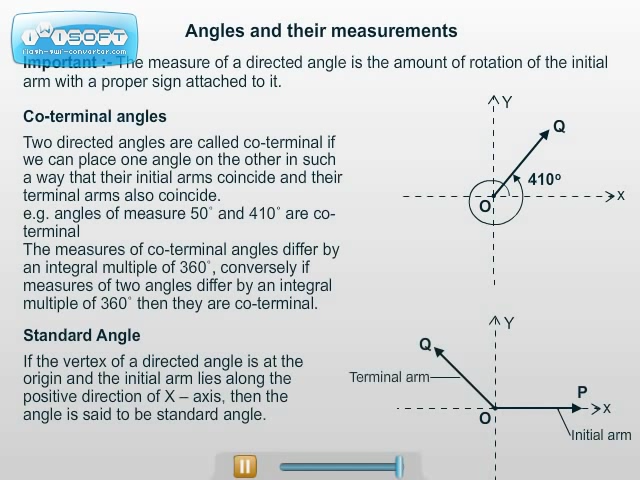 iWiSOFT
flash-swf-converter.com
Angles and their measurements
Important :- The measure of a directed angle is the amount of rotation of the initial
arm with a proper sign attached to it.
Co-terminal angles
Two directed angles are called co-terminal if
we can place one angle on the other in such
a way that their initial arms coincide and their
terminal arms also coincide.
e.g. angles of measure 50˚ and 410˚ are co-
terminal
The measures of co-terminal angles differ by
an integral multiple of 360˚, conversely if
measures of two angles differ by an integral
multiple of 360˚ then they are co-terminal.
Y
Q
410º
X
O
Standard Angle
If the vertex of a directed angle is at the
origin and the initial arm lies along the
positive direction of X – axis, then the
angle is said to be standard angle.
Y
Q
Terminal arm
P
X
O
Initial arm